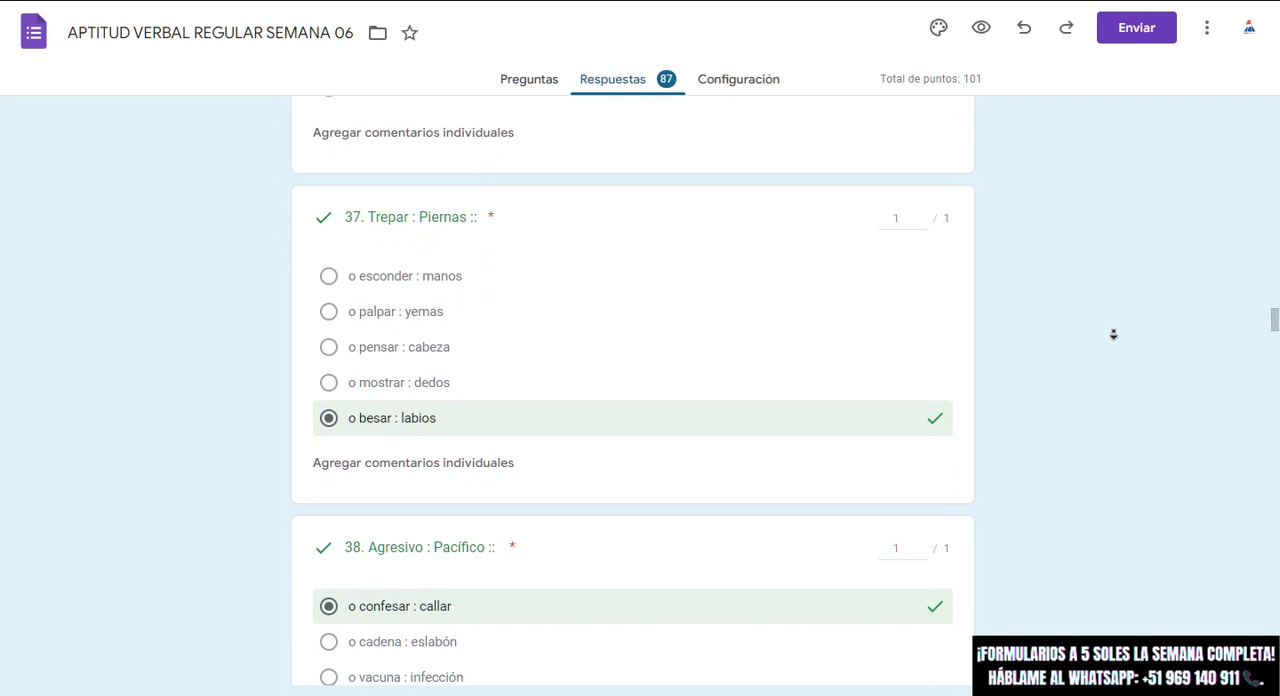 APTITUD VERBAL REGULAR SEMANA 06
Enviar
Preguntas Respuestas 87 Configuración Total de puntos: 101
Agregar comentarios individuales
37. Trepar : Piernas :: * 1 / 1
o esconder : manos
o palpar : yemas
o pensar : cabeza
o mostrar : dedos
o besar : labios
Agregar comentarios individuales
38. Agresivo : Pacífico :: * 1 / 1
o confesar : callar
o cadena : eslabón
o vacuna : infección
¡FORMULARIOS A 5 SOLES LA SEMANA COMPLETA!
HÁBLAME AL WHATSAPP: +51 969 140 911 📞.